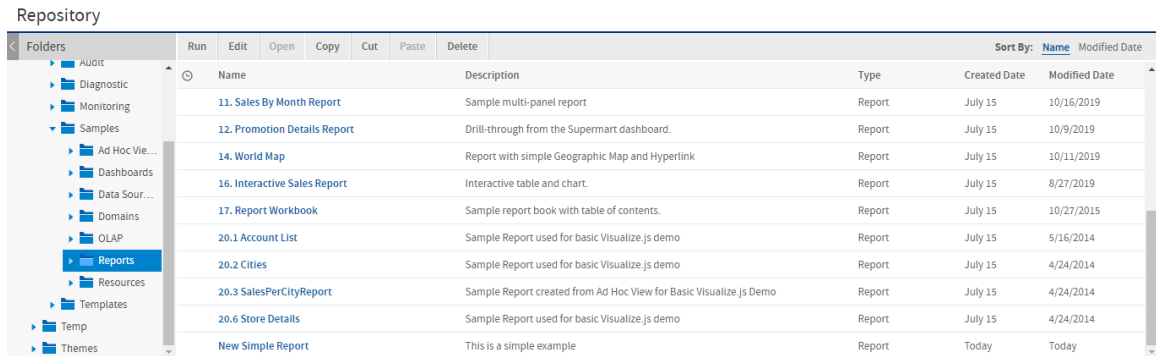 Repository
Folders
Run Edit Open Copy Cut Paste Delete Sort By: Name Modified Date
Audit
Diagnostic
Monitoring
Samples
Ad Hoc Vie...
Dashboards
Data Sour...
Domains
OLAP
Reports
Resources
Templates
Temp
Themes
Name Description Type Created Date Modified Date
11. Sales By Month Report Sample multi-panel report Report July 15 10/16/2019
12. Promotion Details Report Drill-through from the Supermart dashboard. Report July 15 10/9/2019
14. World Map Report with simple Geographic Map and Hyperlink Report July 15 10/11/2019
16. Interactive Sales Report Interactive table and chart. Report July 15 8/27/2019
17. Report Workbook Sample report book with table of contents. Report July 15 10/27/2015
20.1 Account List Sample Report used for basic Visualize.js demo Report July 15 5/16/2014
20.2 Cities Sample Report used for basic Visualize.js demo Report July 15 4/24/2014
20.3 SalesPerCityReport Sample Report created from Ad Hoc View for Basic Visualize.js Demo Report July 15 4/24/2014
20.6 Store Details Sample Report used for basic Visualize.js demo Report July 15 4/24/2014
New Simple Report This is a simple example Report Today Today